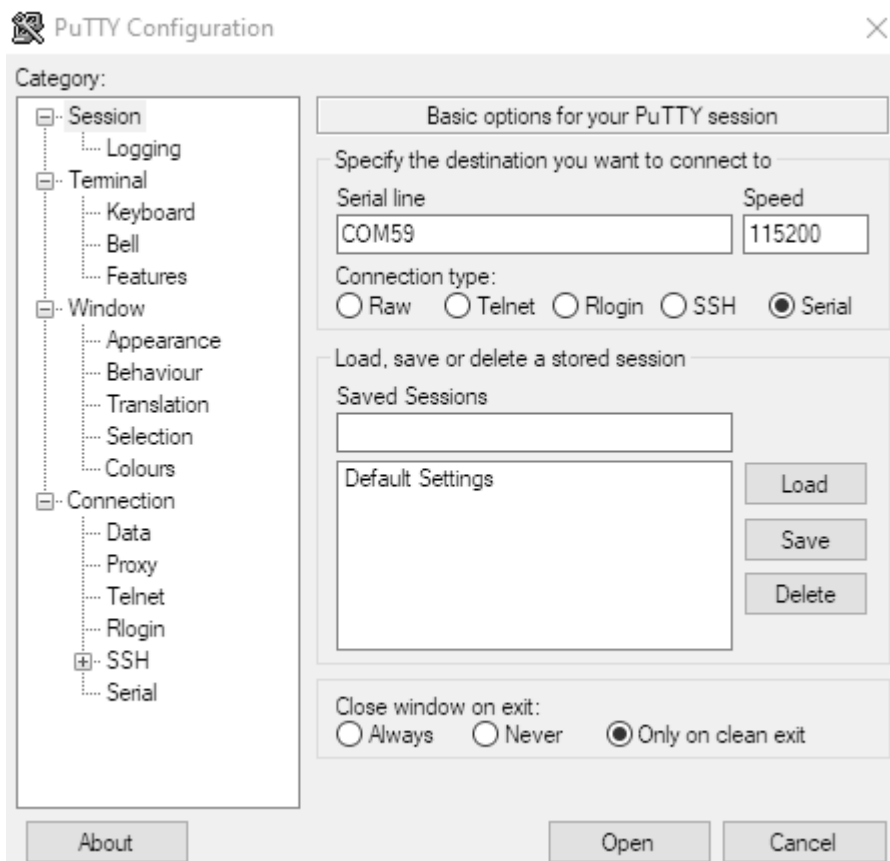 PuTTY Configuration
Category:
Session
Logging
Terminal
Keyboard
Bell
Features
Window
Appearance
Behaviour
Translation
Selection
Colours
Connection
Data
Proxy
Telnet
Rlogin
SSH
Serial
Basic options for your PuTTY session
Specify the destination you want to connect to
Serial line Speed
COM59 115200
Connection type:
Raw Telnet Rlogin SSH Serial
Load, save or delete a stored session
Saved Sessions
Default Settings
Load
Save
Delete
Close window on exit:
Always Never Only on clean exit
About Open Cancel